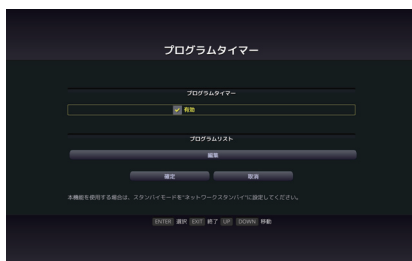 プログラムタイマー
プログラムタイマー
有効
プログラムリスト
編集
確定 取消
本機能を使用する場合は、スタンバイモードを"ネットワークスタンバイ"に設定してください。
ENTER 選択 EXIT 終了 UP DOWN 移動